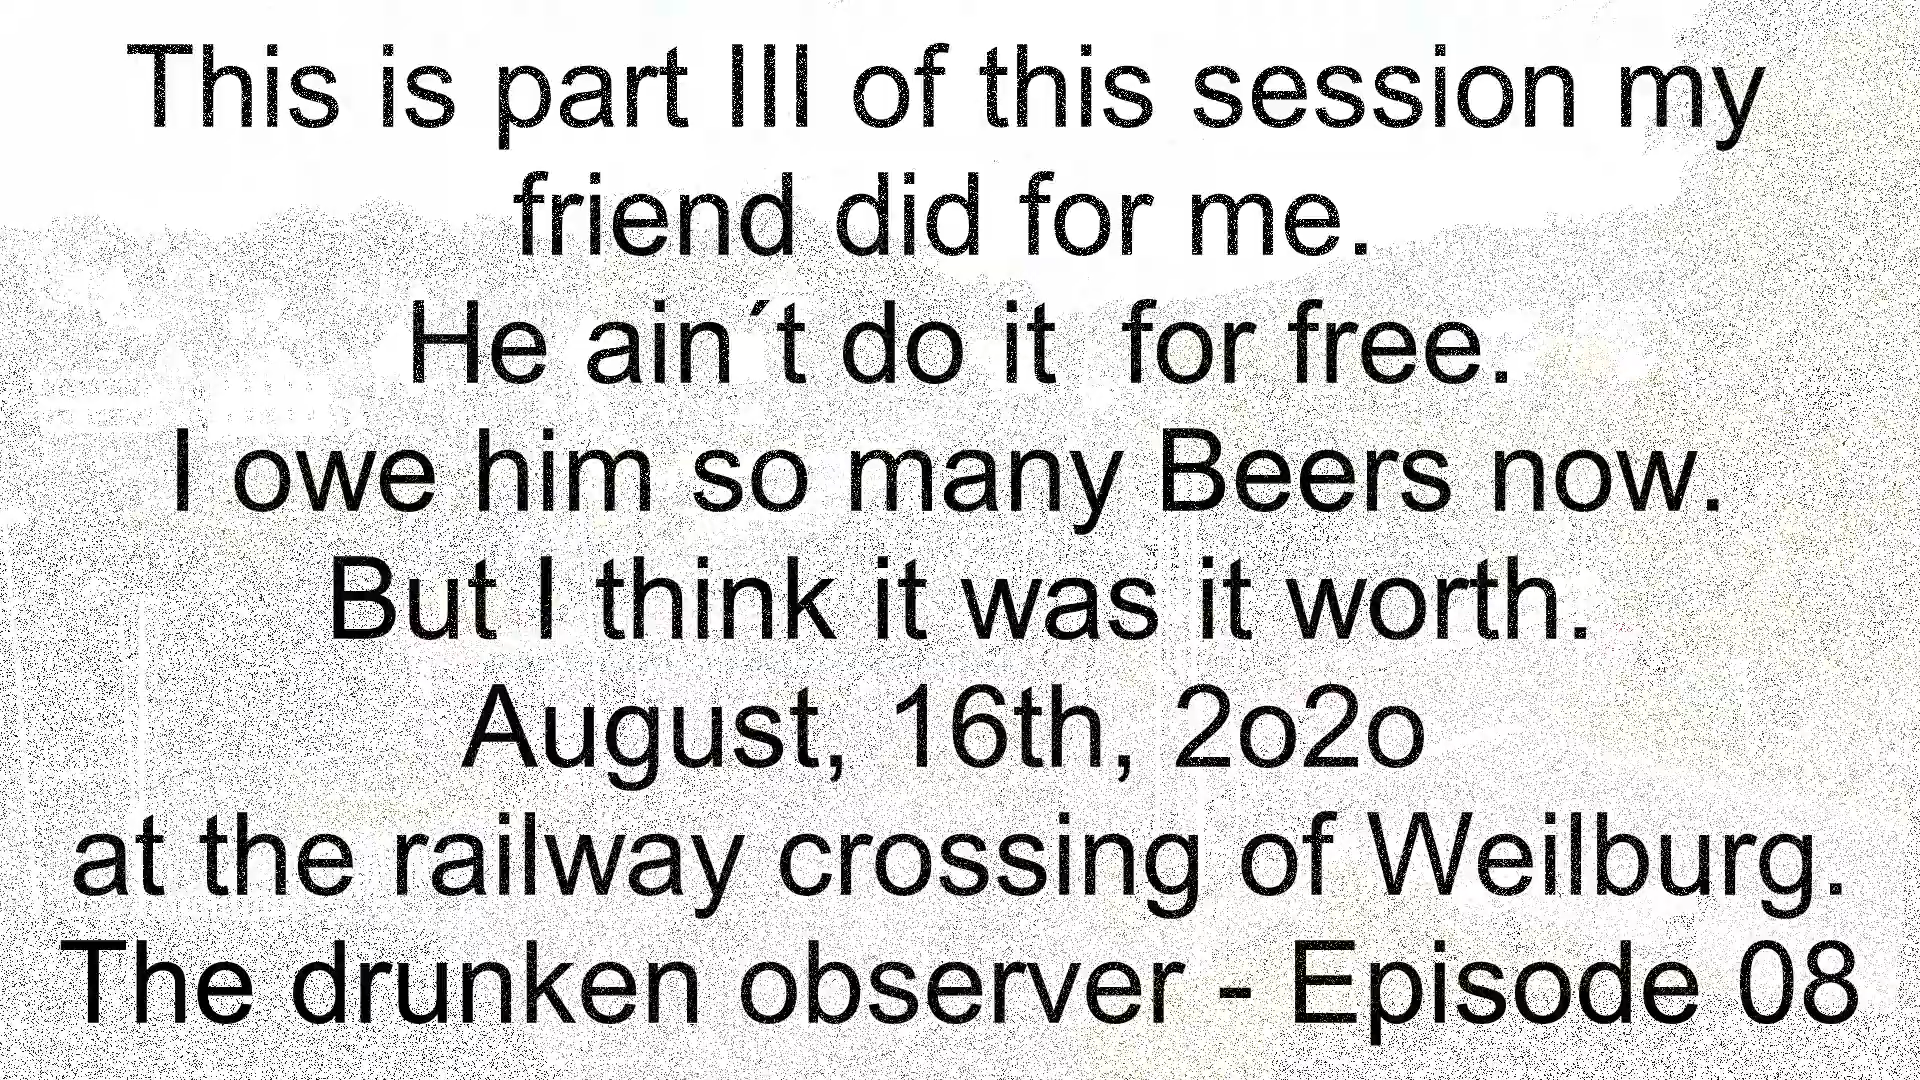 This is part III of this session my
friend did for me.
He ain´t do it  for free.
I owe him so many Beers now.
But I think it was it worth.
August, 16th, 2o2o
at the railway crossing of Weilburg.
The drunken observer - Episode 08